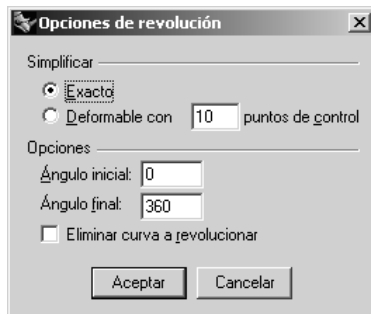 Opciones de revolución
Simplificar
Exacto
Deformable con 10 puntos de control
Opciones
Ángulo inicial: 0
Ángulo final: 360
Eliminar curva a revolucionar
Aceptar Cancelar